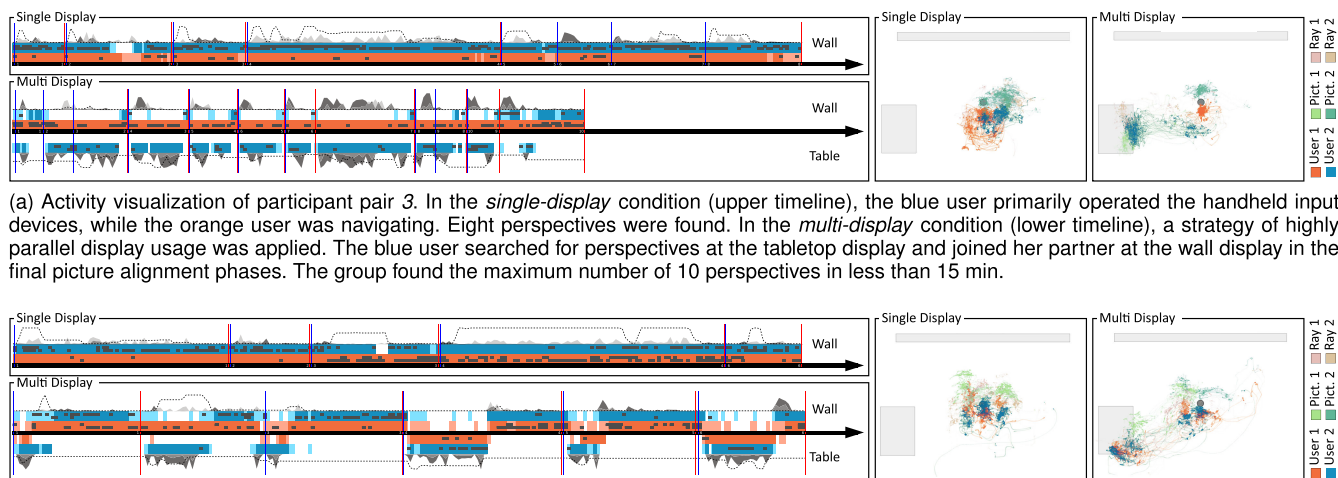 Single Display
Wall
Multi Display
Wall
Table
Single Display
Multi Display
User 1 Pict. 1 Ray 1
User 2 Pict. 2 Ray 2
(a) Activity visualization of participant pair 3. In the single-display condition (upper timeline), the blue user primarily operated the handheld input
devices, while the orange user was navigating. Eight perspectives were found. In the multi-display condition (lower timeline), a strategy of highly
parallel display usage was applied. The blue user searched for perspectives at the tabletop display and joined her partner at the wall display in the
final picture alignment phases. The group found the maximum number of 10 perspectives in less than 15 min.
Single Display
Wall
Multi Display
Wall
Table
Single Display
Multi Display
User 1 Pict. 1 Ray 1
User 2 Pict. 2 Ray 2